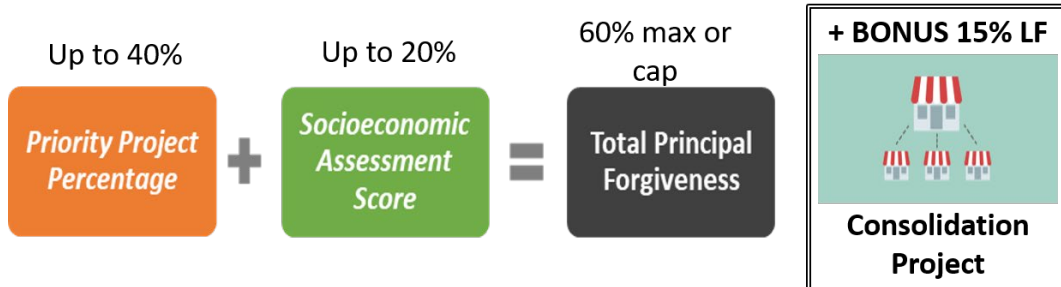 Up to 40%
Priority Project
Percentage
+
Up to 20%
Socioeconomic
Assessment
Score
=
60% max or
cap
Total Principal
Forgiveness
+ BONUS 15% LF
Consolidation
Project